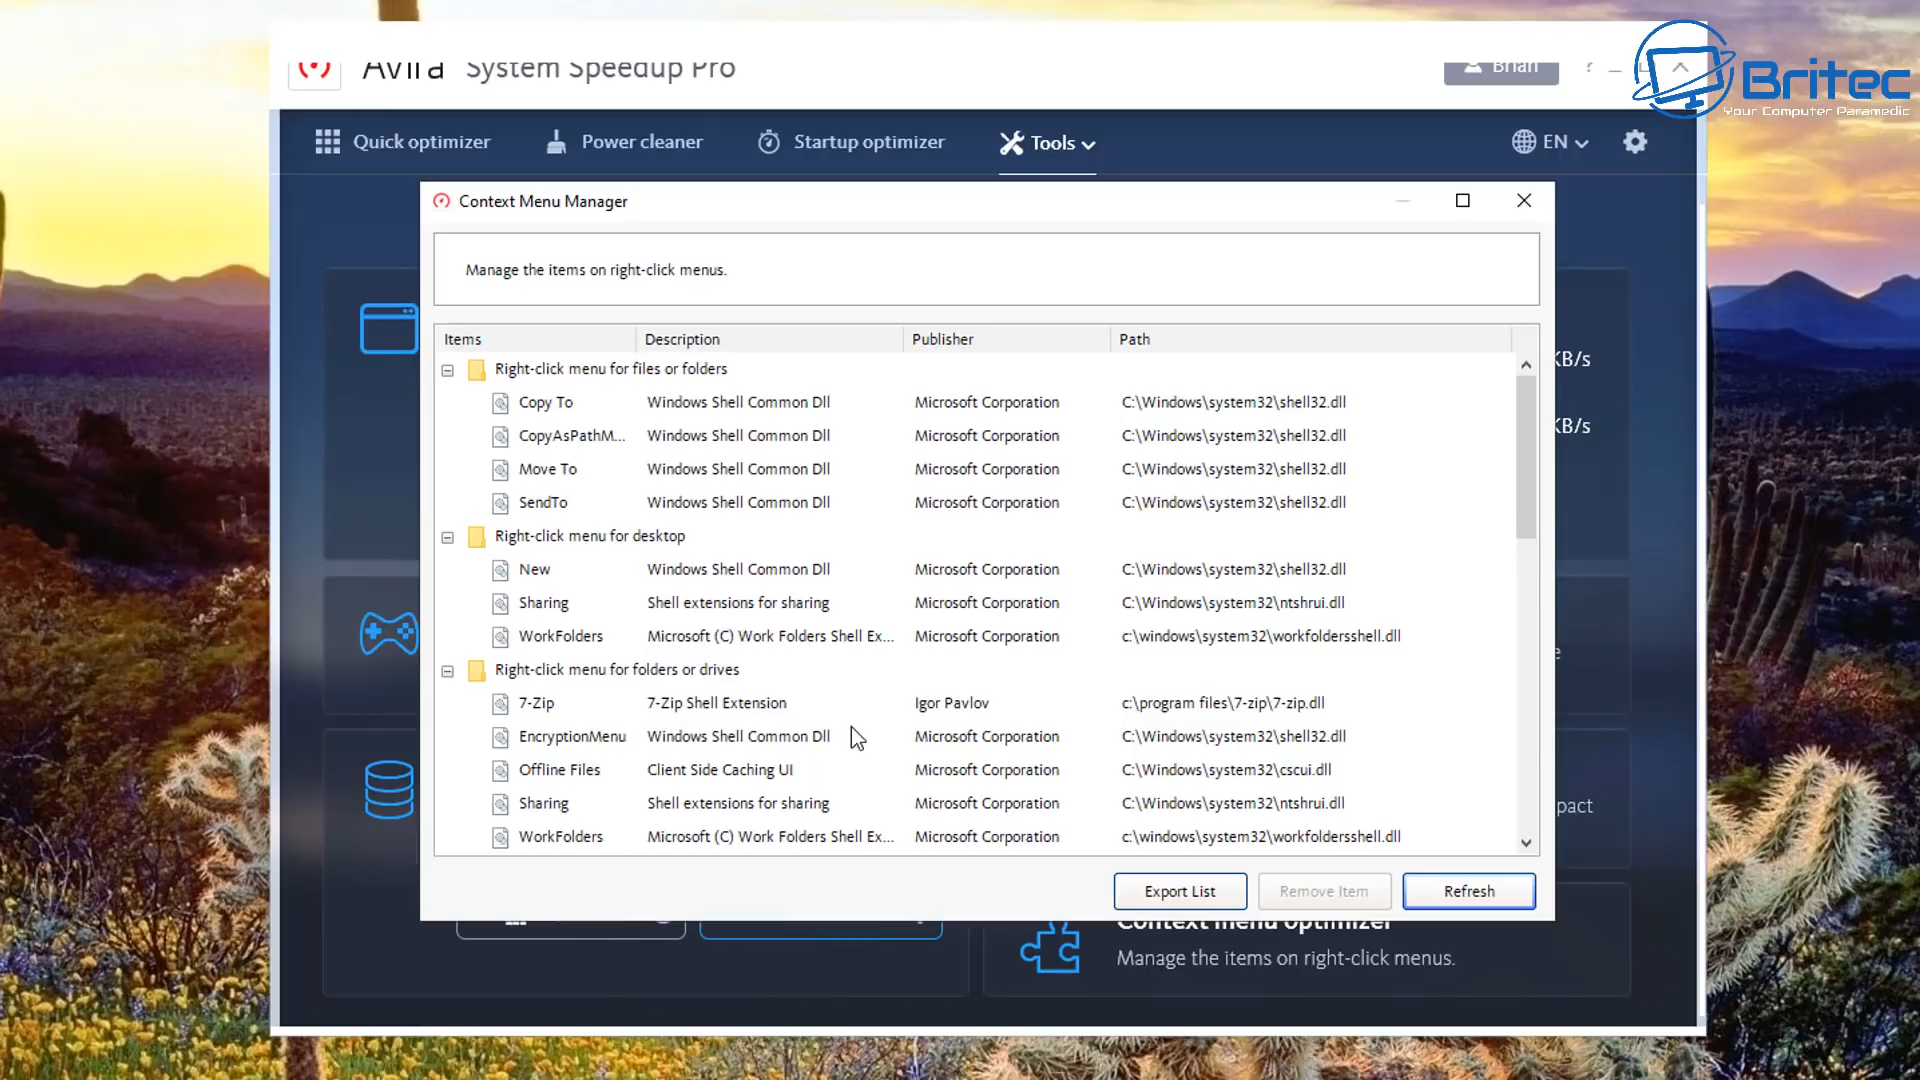 Avira System Speedup Pro
Brian
?
Britec
Your Computer Paramedic
Quick optimizer
Power cleaner
Startup optimizer
Tools
EN
Context Menu Manager
Manage the items on right-click menus.
Items Description Publisher Path
Right-click menu for files or folders
Copy To Windows Shell Common Dll Microsoft Corporation C:\Windows\system32\shell32.dll
CopyAsPathM... Windows Shell Common Dll Microsoft Corporation C:\Windows\system32\shell32.dll
Move To Windows Shell Common Dll Microsoft Corporation C:\Windows\system32\shell32.dll
SendTo Windows Shell Common Dll Microsoft Corporation C:\Windows\system32\shell32.dll
Right-click menu for desktop
New Windows Shell Common Dll Microsoft Corporation C:\Windows\system32\shell32.dll
Sharing Shell extensions for sharing Microsoft Corporation C:\Windows\system32\ntshrui.dll
WorkFolders Microsoft (C) Work Folders Shell Ex... Microsoft Corporation c:\windows\system32\workfoldersshell.dll
Right-click menu for folders or drives
7-Zip 7-Zip Shell Extension Igor Pavlov c:\program files\7-zip\7-zip.dll
EncryptionMenu Windows Shell Common Dll Microsoft Corporation C:\Windows\system32\shell32.dll
Offline Files Client Side Caching UI Microsoft Corporation C:\Windows\system32\cscui.dll
Sharing Shell extensions for sharing Microsoft Corporation C:\Windows\system32\ntshrui.dll
WorkFolders Microsoft (C) Work Folders Shell Ex... Microsoft Corporation c:\windows\system32\workfoldersshell.dll
KB/s
KB/s
e
pact
Export List
Remove Item
Refresh
Context menu optimizer
Manage the items on right-click menus.